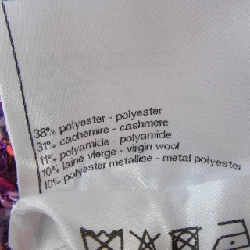 38% polyester - polyester
31% cachemire - cashmere
11% polyamide - polyamide
10% laine vierge - virgin wool
10% polyester metallise - metal polyester